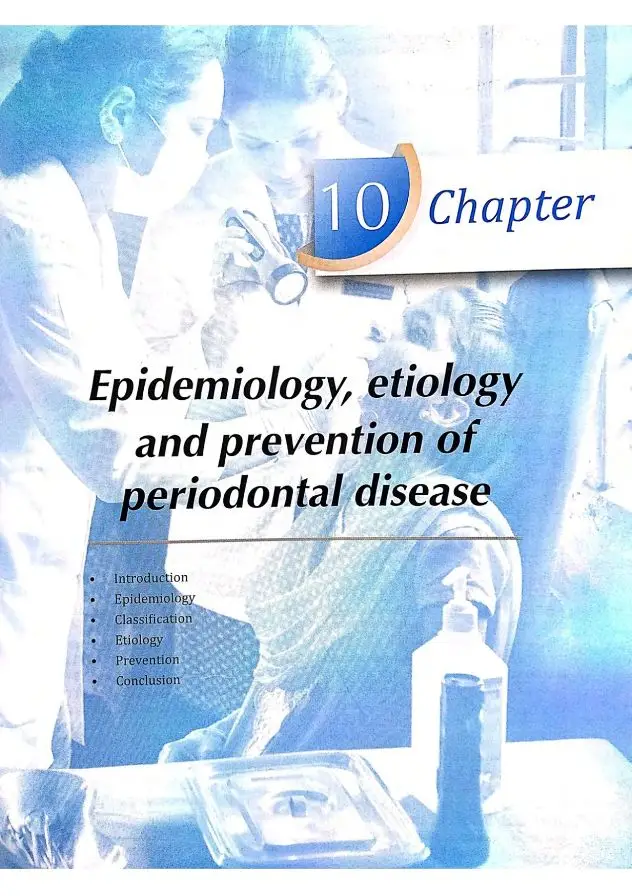 10 Chapter
Epidemiology, etiology
and prevention of
periodontal disease
• Introduction
• Epidemiology
• Classification
• Etiology
• Prevention
• Conclusion